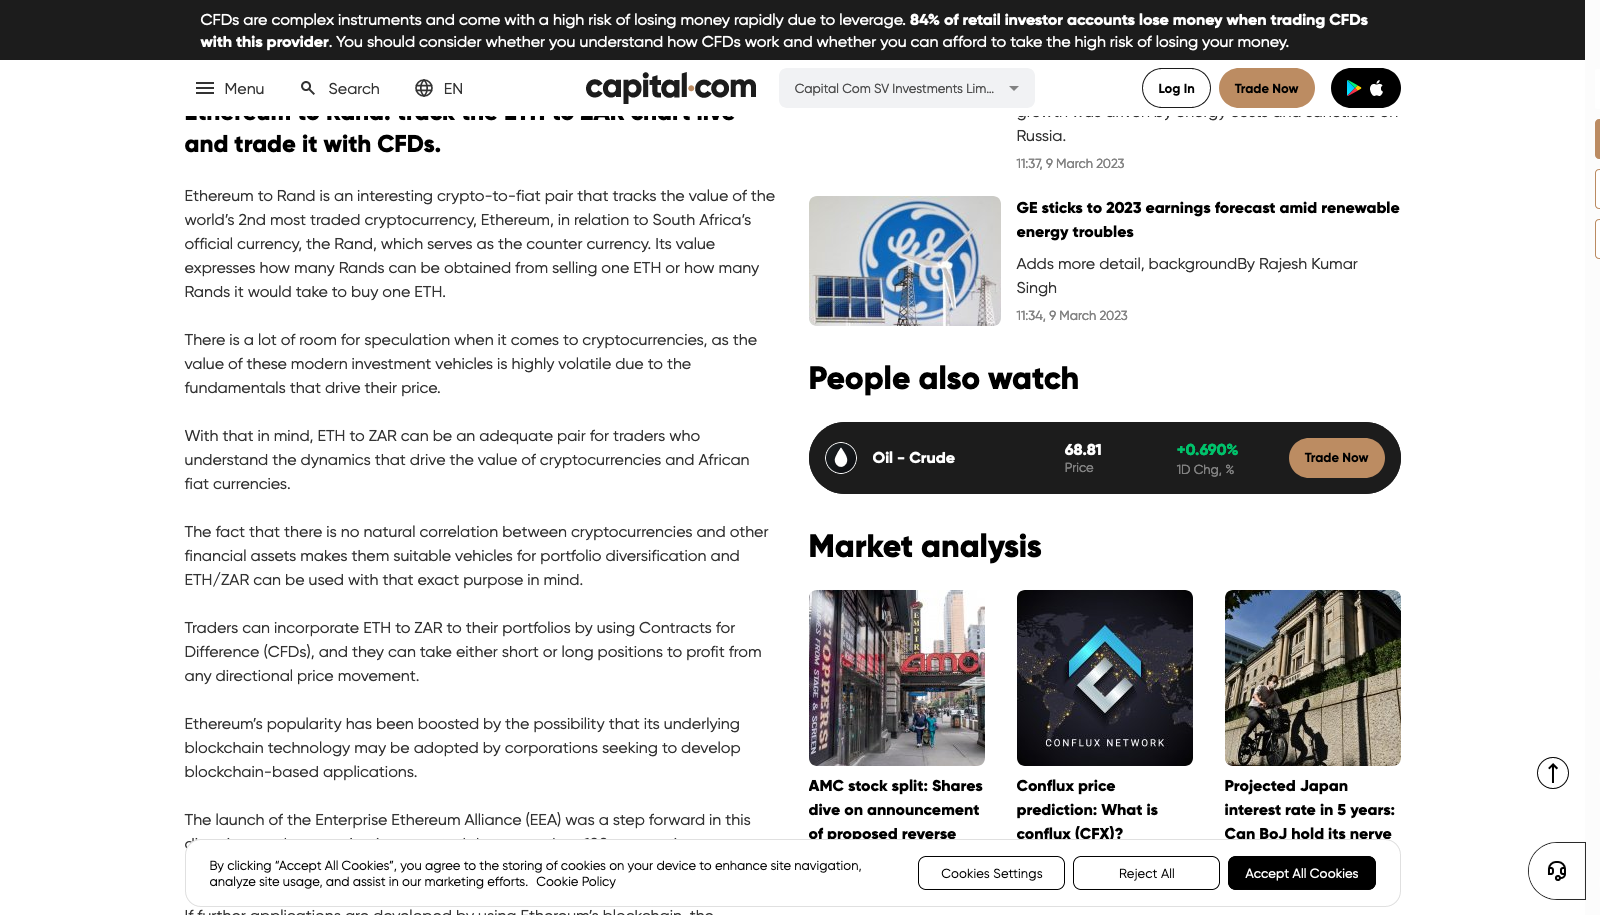 CFDs are complex instruments and come with a high risk of losing money rapidly due to leverage. 84% of retail investor accounts lose money when trading CFDs
with this provider. You should consider whether you understand how CFDs work and whether you can afford to take the high risk of losing your money.
Menu
Search
EN
capital.com
Capital Com SV Investments Lim...
Log In
Trade Now
Ethereum to Rand: track the ETH to ZAR chart live
and trade it with CFDs.
Ethereum to Rand is an interesting crypto-to-fiat pair that tracks the value of the
world’s 2nd most traded cryptocurrency, Ethereum, in relation to South Africa’s
official currency, the Rand, which serves as the counter currency. Its value
expresses how many Rands can be obtained from selling one ETH or how many
Rands it would take to buy one ETH.
There is a lot of room for speculation when it comes to cryptocurrencies, as the
value of these modern investment vehicles is highly volatile due to the
fundamentals that drive their price.
With that in mind, ETH to ZAR can be an adequate pair for traders who
understand the dynamics that drive the value of cryptocurrencies and African
fiat currencies.
The fact that there is no natural correlation between cryptocurrencies and other
financial assets makes them suitable vehicles for portfolio diversification and
ETH/ZAR can be used with that exact purpose in mind.
Traders can incorporate ETH to ZAR to their portfolios by using Contracts for
Difference (CFDs), and they can take either short or long positions to profit from
any directional price movement.
Ethereum’s popularity has been boosted by the possibility that its underlying
blockchain technology may be adopted by corporations seeking to develop
blockchain-based applications.
The launch of the Enterprise Ethereum Alliance (EEA) was a step forward in this
If further applications are developed by using Ethereum’s blockchain, the
growth was driven by energy costs and sanctions on
Russia.
11:37, 9 March 2023
GE sticks to 2023 earnings forecast amid renewable
energy troubles
Adds more detail, backgroundBy Rajesh Kumar
Singh
11:34, 9 March 2023
People also watch
Oil - Crude
68.81
Price
+0.690%
1D Chg, %
Trade Now
Market analysis
AMC
CONFLUX NETWORK
AMC stock split: Shares
dive on announcement
of proposed reverse
Conflux price
prediction: What is
conflux (CFX)?
Projected Japan
interest rate in 5 years:
Can BoJ hold its nerve
By clicking “Accept All Cookies”, you agree to the storing of cookies on your device to enhance site navigation,
analyze site usage, and assist in our marketing efforts. Cookie Policy
Cookies Settings
Reject All
Accept All Cookies